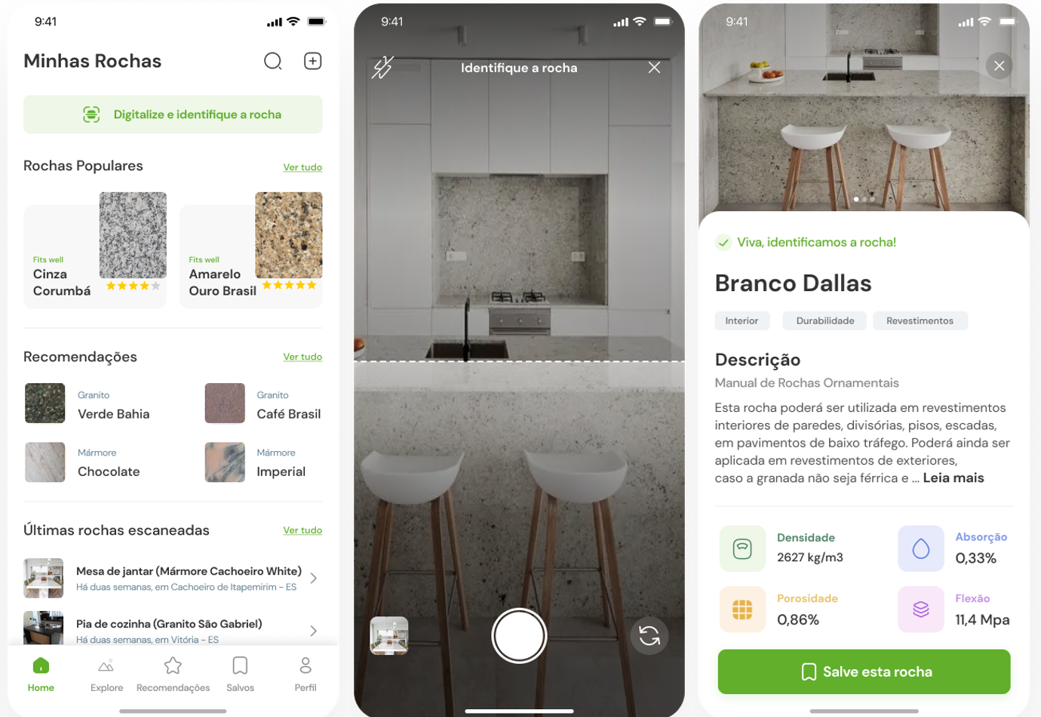 9:41
Minhas Rochas
Digitalize e identifique a rocha
Rochas Populares
Ver tudo
Fits well
Cinza
Corumbá
Fits well
Amarelo
Ouro Brasil
Recomendações
Ver tudo
Granito
Verde Bahia
Granito
Café Brasil
Mármore
Chocolate
Mármore
Imperial
Últimas rochas escaneadas
Ver tudo
Mesa de jantar (Mármore Cachoeiro White)
Há duas semanas, em Cachoeiro de Itapemirim - ES
Pia de cozinha (Granito São Gabriel)
Há duas semanas, em Vitória - ES
Home
Explore
Recomendações
Salvos
Perfil
9:41
Identifique a rocha
9:41
Viva, identificamos a rocha!
Branco Dallas
Interior
Durabilidade
Revestimentos
Descrição
Manual de Rochas Ornamentais
Esta rocha poderá ser utilizada em revestimentos
interiores de paredes, divisórias, pisos, escadas,
em pavimentos de baixo tráfego. Poderá ainda ser
aplicada em revestimentos de exteriores,
caso a granada não seja férrica e ... Leia mais
Densidade
2627 kg/m3
Absorção
0,33%
Porosidade
0,86%
Flexão
11,4 Mpa
Salve esta rocha